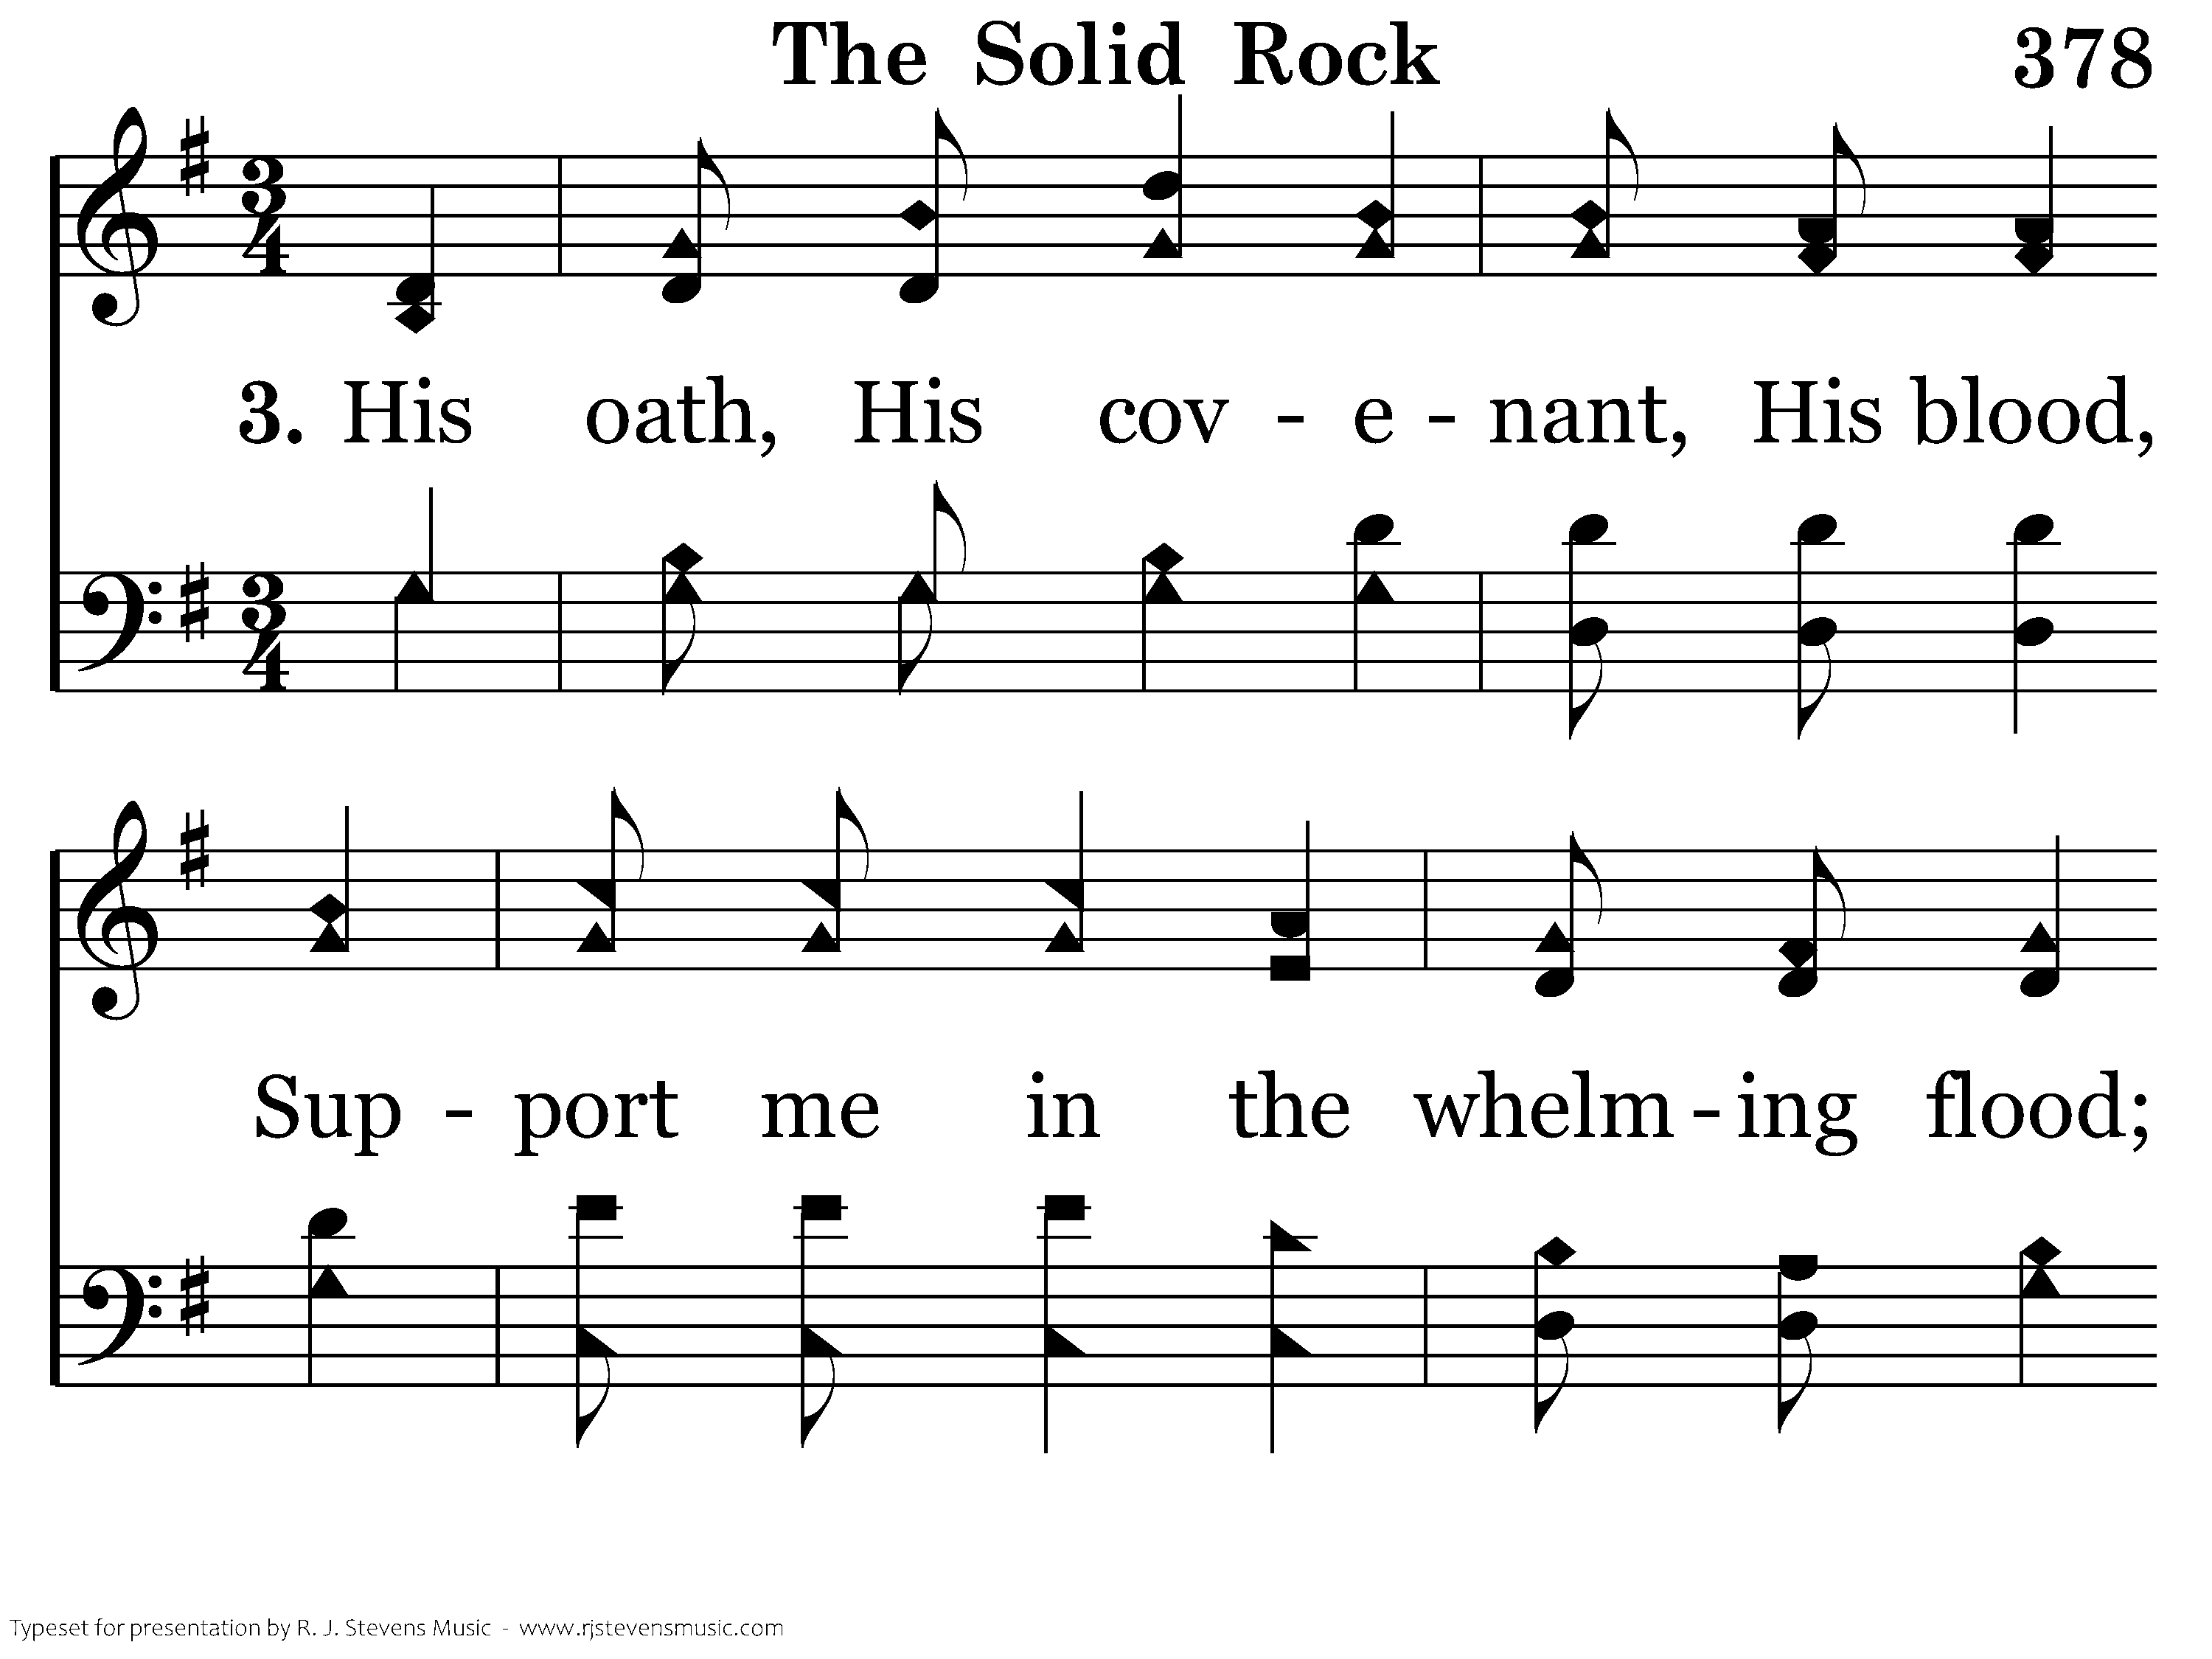 The Solid Rock 378
3. His oath, His cov - e - nant, His blood,
Sup - port me in the whelm - ing flood;
Typeset for presentation by R. J. Stevens Music - www.rjstevensmusic.com